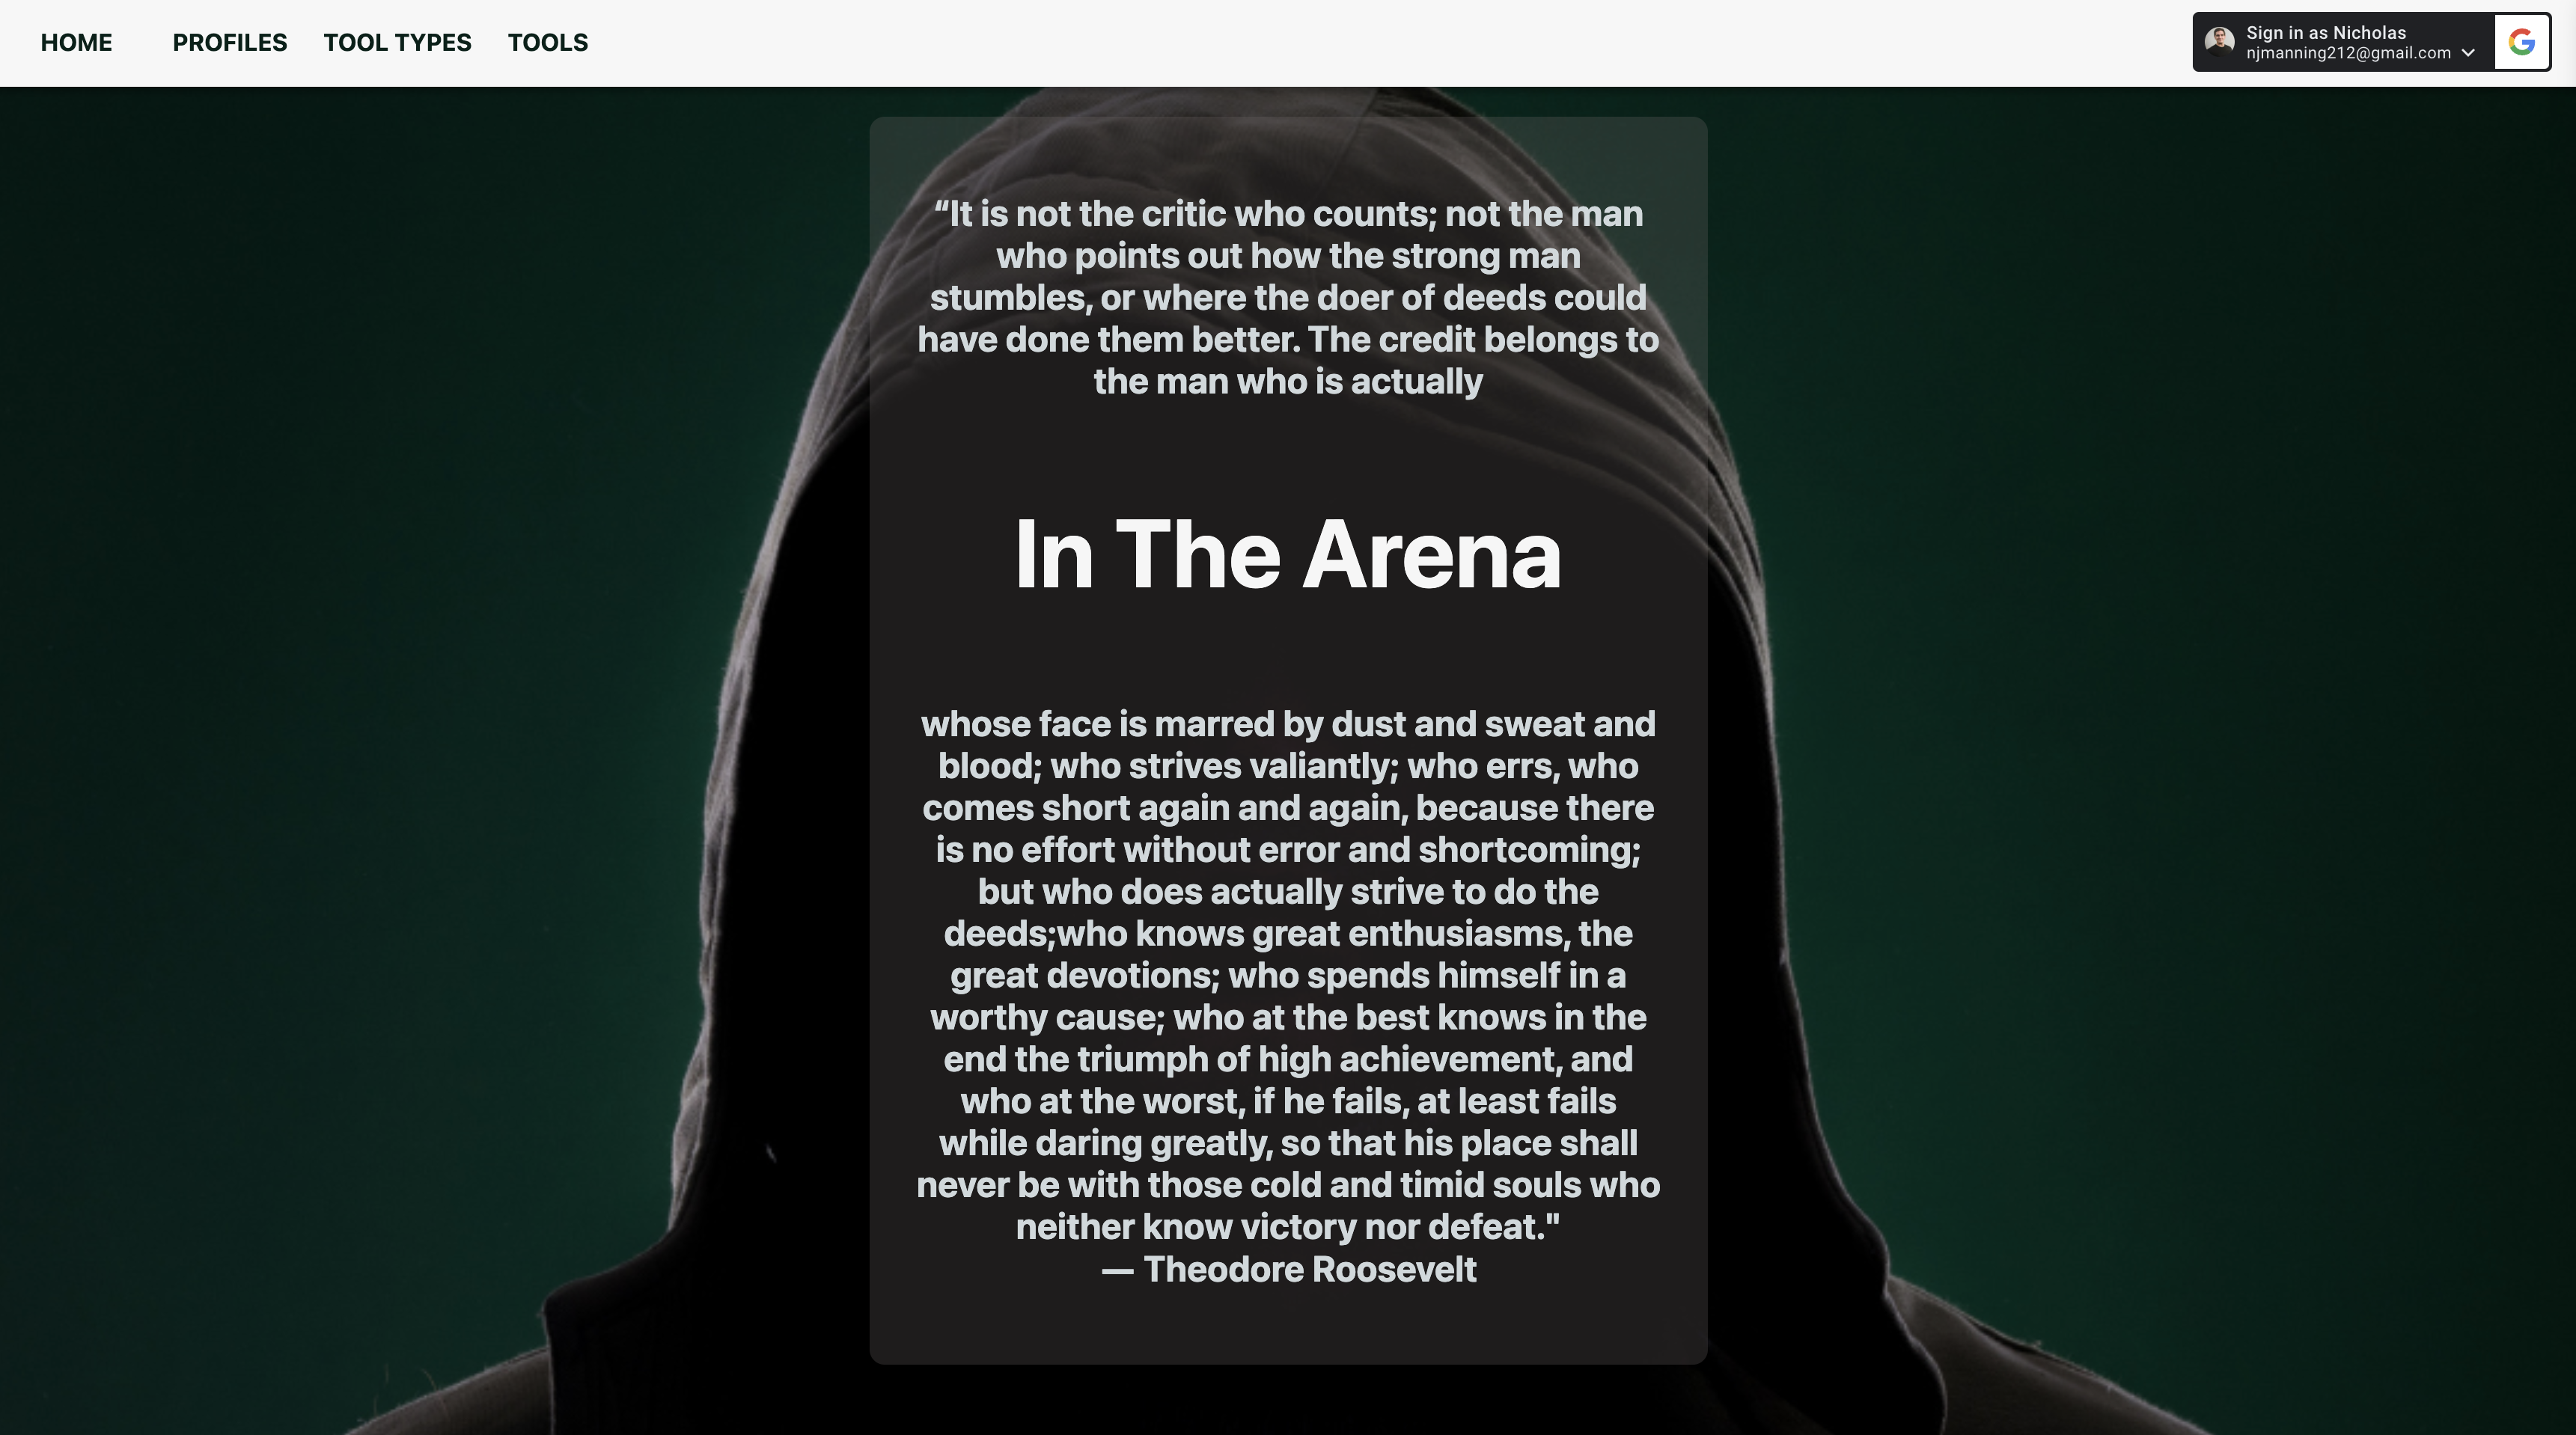 HOME PROFILES TOOL TYPES TOOLS
Sign in as Nicholas
njmanning212@gmail.com
“It is not the critic who counts; not the man
who points out how the strong man
stumbles, or where the doer of deeds could
have done them better. The credit belongs to
the man who is actually
In The Arena
whose face is marred by dust and sweat and
blood; who strives valiantly; who errs, who
comes short again and again, because there
is no effort without error and shortcoming;
but who does actually strive to do the
deeds;who knows great enthusiasms, the
great devotions; who spends himself in a
worthy cause; who at the best knows in the
end the triumph of high achievement, and
who at the worst, if he fails, at least fails
while daring greatly, so that his place shall
never be with those cold and timid souls who
neither know victory nor defeat."
— Theodore Roosevelt